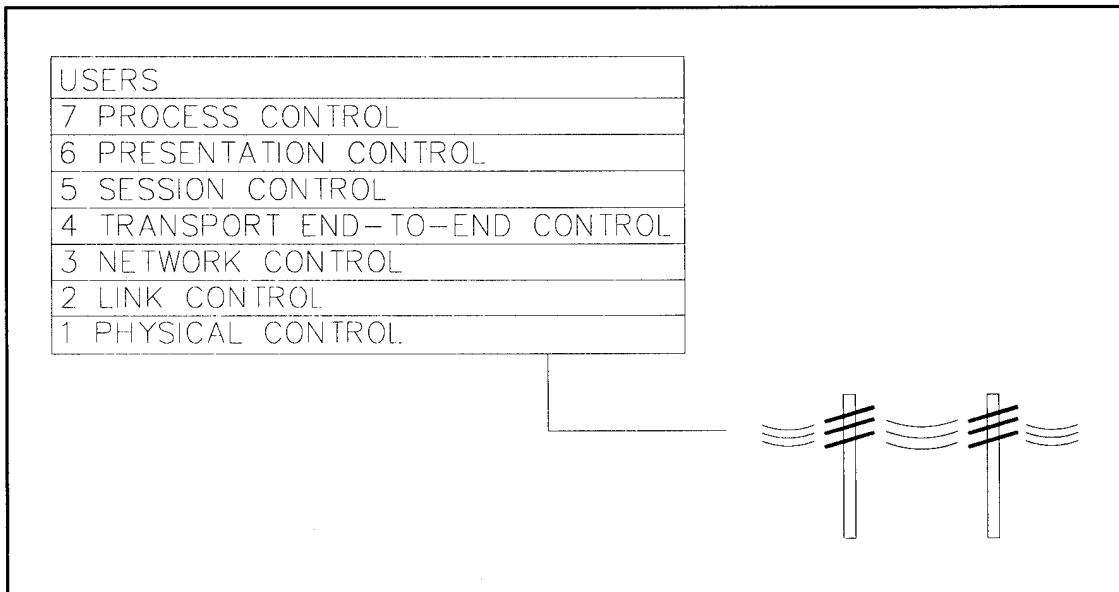 USERS
7 PROCESS CONTROL
6 PRESENTATION CONTROL
5 SESSION CONTROL
4 TRANSPORT END-TO-END CONTROL
3 NETWORK CONTROL
2 LINK CONTROL
1 PHYSICAL CONTROL